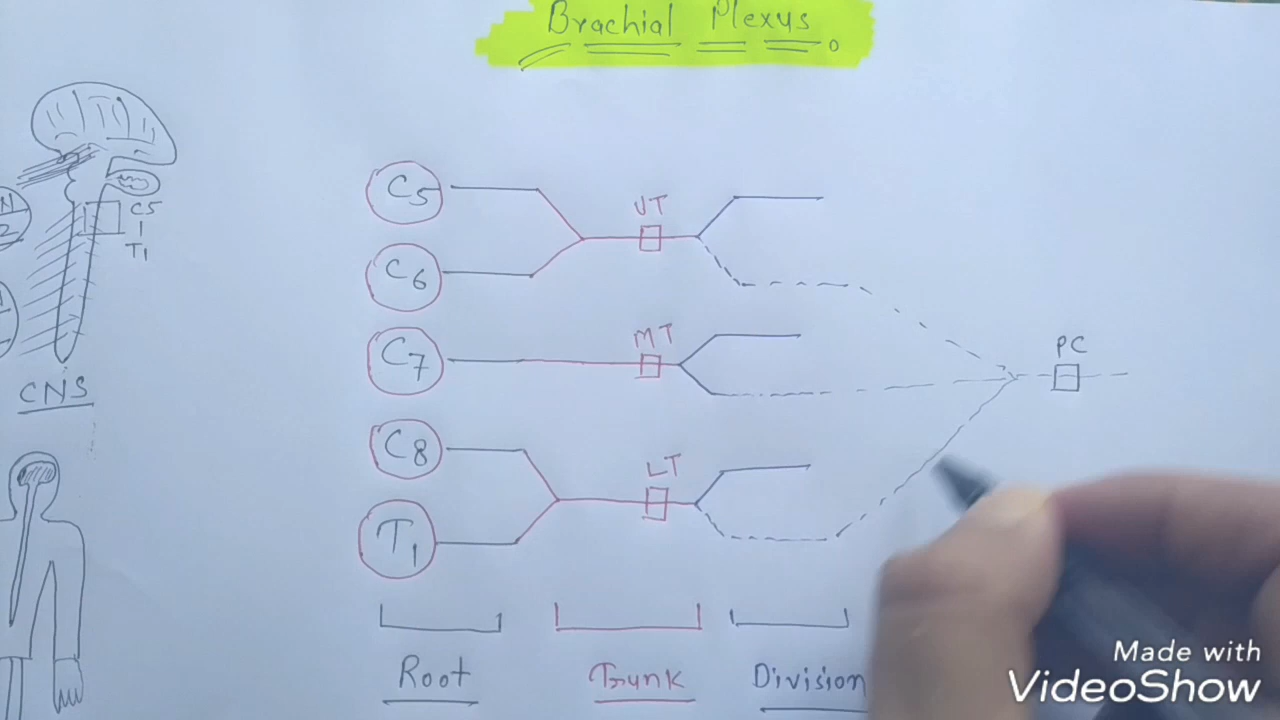 Brachial Plexus.
C5
UT
C5
N
2
T1
C6
MT
PC
C7
CNS
C8
LT
T1
Root
Trunk
Division
Made with
VideoShow